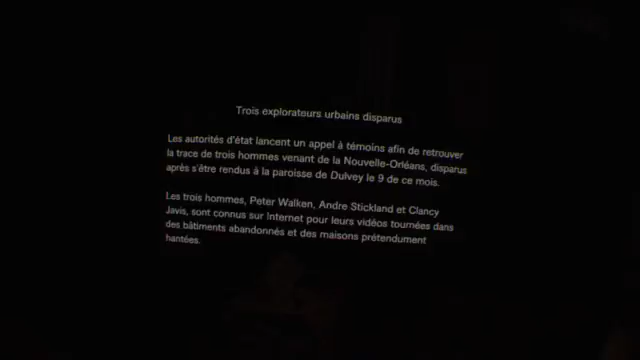 Trois explorateurs urbains disparus
Les autorités d'état lancent un appel à témoins afin de retrouver
la trace de trois hommes venant de la Nouvelle-Orléans, disparus
après s'être rendus à la paroisse de Dulvey le 9 de ce mois.
Les trois hommes, Peter Walken, Andre Stickland et Clancy
Javis, sont connus sur Internet pour leurs vidéos tournées dans
des bâtiments abandonnés et des maisons prétendument
hantées.